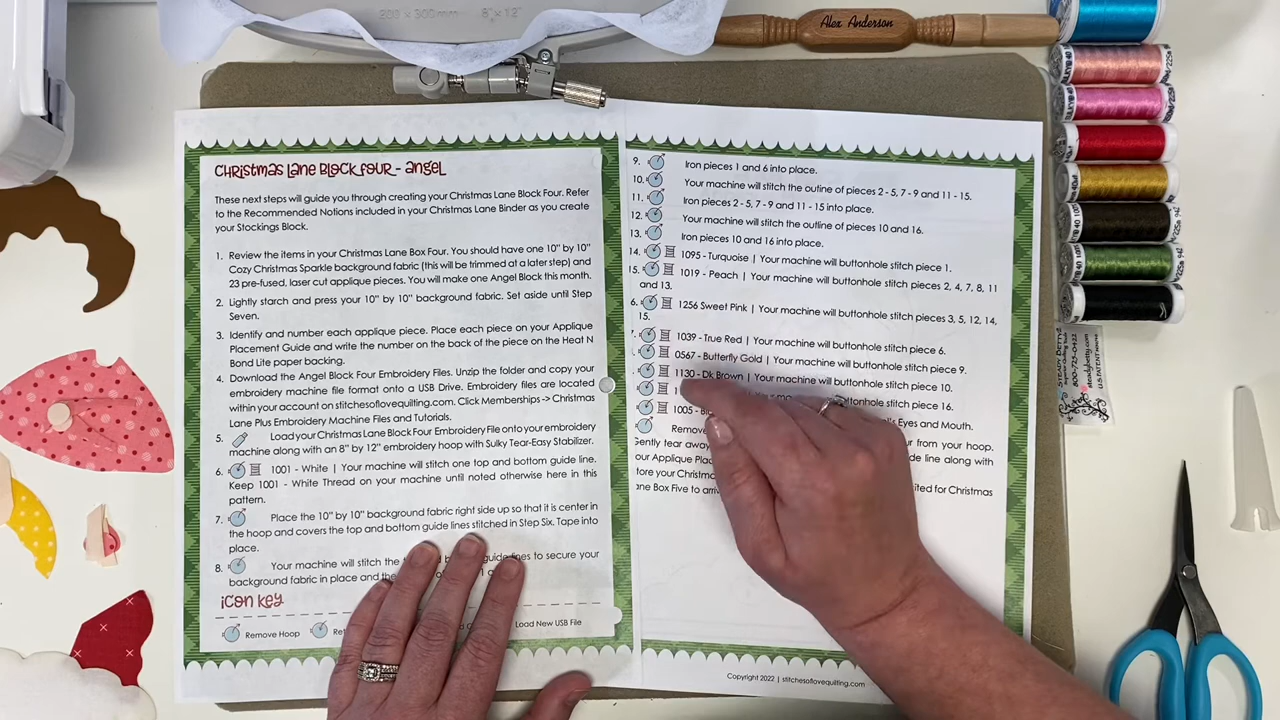 200 x 300mm 8"x12"
Alex Anderson
Christmas Lane Block Four - Angel
These next steps will guide you through creating your Christmas Lane Block Four. Refer
to the Recommended Notions included in your Christmas Lane Binder as you create
your Stockings Block.
1. Review the items in your Christmas Lane Box Four. You should have one 10" by 10"
Cozy Christmas Sparkle background fabric (this will be trimmed at a later step) and
23 pre-fused, laser cut applique pieces. You will make one Angel Block this month.
2. Lightly starch and press your 10" by 10" background fabric. Set aside until Step
Seven.
3. Identify and number each applique piece. Place each piece on your Applique
Placement Guide and write the number on the back of the piece on the Heat N
Bond Lite paper backing.
4. Download the Angel Block Four Embroidery Files. Unzip the folder and copy your
embroidery machine file format onto a USB Drive. Embroidery files are located
within your account on stitchesoflovequilting.com. Click Memberships -> Christmas
Lane Plus Embroidery Machine Files and Tutorials.
5. Load your Christmas Lane Block Four Embroidery File onto your embroidery
machine along with an 8" by 12" embroidery hoop with Sulky Tear-Easy Stabilizer.
6. 1001 - White | Your machine will stitch one top and bottom guide line.
Keep 1001 - White Thread on your machine until noted otherwise here in this
pattern.
7. Place the 10" by 10" background fabric right side up so that it is center in
the hoop and covers the top and bottom guide lines stitched in Step Six. Tape into
place.
8. Your machine will stitch the guide lines to secure your
background fabric in place and
Icon Key
Remove Hoop
Load New USB File
9. Iron pieces 1 and 6 into place.
10. Your machine will stitch the outline of pieces 2 - 5, 7 - 9 and 11 - 15.
11. Iron pieces 2 - 5, 7 - 9 and 11 - 15 into place.
12. Your machine will stitch the outline of pieces 10 and 16.
13. Iron pieces 10 and 16 into place.
14. 1095 - Turquoise | Your machine will buttonhole stitch piece 1.
15. 1019 - Peach | Your machine will buttonhole stitch pieces 2, 4, 7, 8, 11
and 13.
6. 1256 Sweet Pink | Your machine will buttonhole stitch pieces 3, 5, 12, 14,
15.
1039 - True Red | Your machine will buttonhole stitch piece 6.
0567 - Butterfly Gold | Your machine will buttonhole stitch piece 9.
1130 - Dk Brown | Your machine will buttonhole stitch piece 10.
buttonhole stitch piece 16.
1005 - Eyes and Mouth.
Remove from your hoop.
Gently tear away line along with
our Applique
tore your Christmas for Christmas
ane Box Five to
Copyright 2022 | stitchesoflovequilting.com
800-723-0422